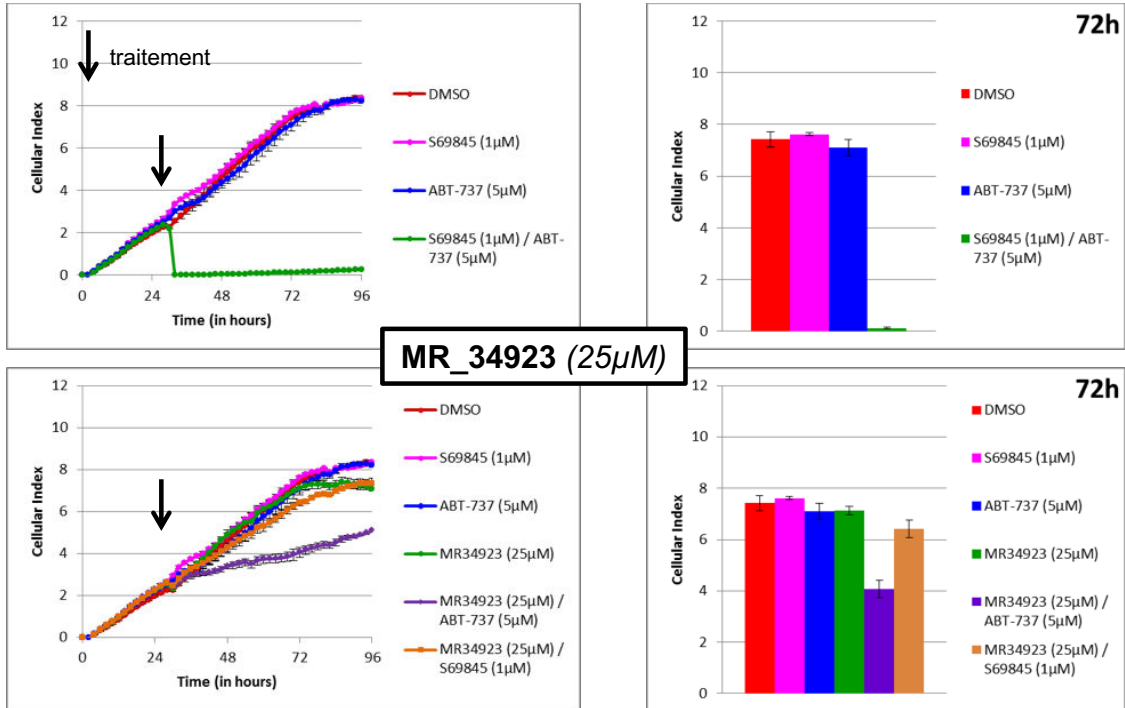 12
10
8
6
4
2
0
Cellular Index
traitement
0
24
48
72
96
Time (in hours)
DMSO
S69845 (1µM)
ABT-737 (5µM)
S69845 (1µM) / ABT-
737 (5µM)
72h
12
10
8
6
4
2
0
Cellular Index
DMSO
S69845 (1µM)
ABT-737 (5µM)
S69845 (1µM) / ABT-
737 (5µM)
MR_34923 (25µM)
12
10
8
6
4
2
0
Cellular Index
0
24
48
72
96
Time (in hours)
DMSO
S69845 (1µM)
ABT-737 (5µM)
MR34923 (25µM)
MR34923 (25µM) /
ABT-737 (5µM)
MR34923 (25µM) /
S69845 (1µM)
72h
12
10
8
6
4
2
0
Cellular Index
DMSO
S69845 (1µM)
ABT-737 (5µM)
MR34923 (25µM)
MR34923 (25µM) /
ABT-737 (5µM)
MR34923 (25µM) /
S69845 (1µM)